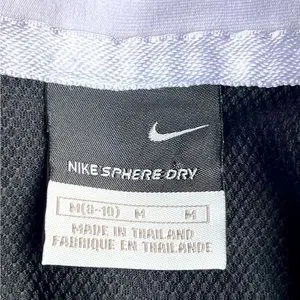 NIKE SPHERE DRY
M(8-10) M M
MADE IN THAILAND
FABRIQUE EN THAILANDE